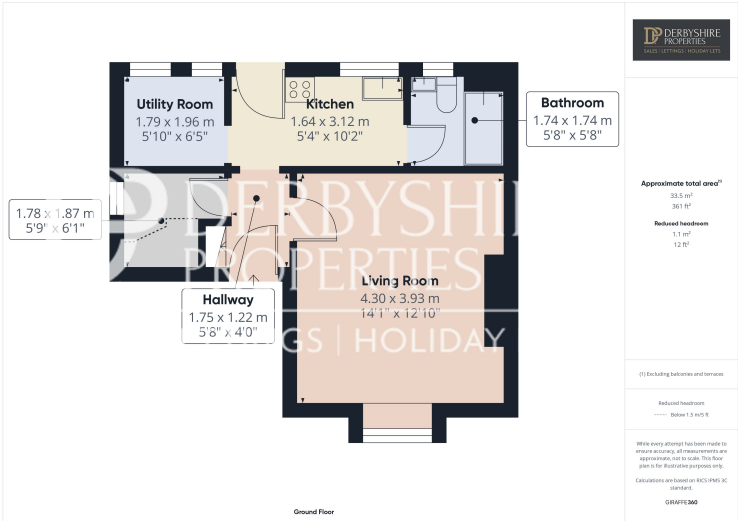 Utility Room
1.79 x 1.96 m
5'10" x 6'5"
Kitchen
1.64 x 3.12 m
5'4" x 10'2"
Bathroom
1.74 x 1.74 m
5'8" x 5'8"
1.78 x 1.87 m
5'9" x 6'1"
Hallway
1.75 x 1.22 m
5'8" x 4'0"
Living Room
4.30 x 3.93 m
14'1" x 12'10"
DERBYSHIRE
PROPERTIES
GS | HOLIDAY
Ground Floor
DERBYSHIRE
PROPERTIES
SALES | LETTINGS | HOLIDAY LETS
Approximate total area(1)
33.5 m²
361 ft²
Reduced headroom
1.1 m²
12 ft²
(1) Excluding balconies and terraces
Reduced headroom
Below 1.5 m/5 ft
While every attempt has been made to
ensure accuracy, all measurements are
approximate, not to scale. This floor
plan is for illustrative purposes only.
Calculations are based on RICS IPMS 3C
standard.
GIRAFFE360